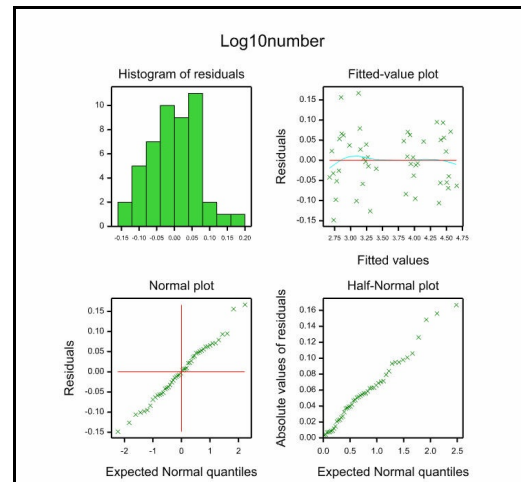 Log10number
Histogram of residuals
10
8
6
4
2
0
-0.15 -0.10 -0.05 0.00 0.05 0.10 0.15 0.20
Fitted-value plot
Residuals
0.15
0.10
0.05
0.00
-0.05
-0.10
-0.15
2.75 3.00 3.25 3.50 3.75 4.00 4.25 4.50 4.75
Fitted values
Normal plot
Residuals
0.15
0.10
0.05
0.00
-0.05
-0.10
-0.15
-2 -1 0 1 2
Expected Normal quantiles
Half-Normal plot
Absolute values of residuals
0.16
0.14
0.12
0.10
0.08
0.06
0.04
0.02
0.00
0.0 0.5 1.0 1.5 2.0 2.5
Expected Normal quantiles